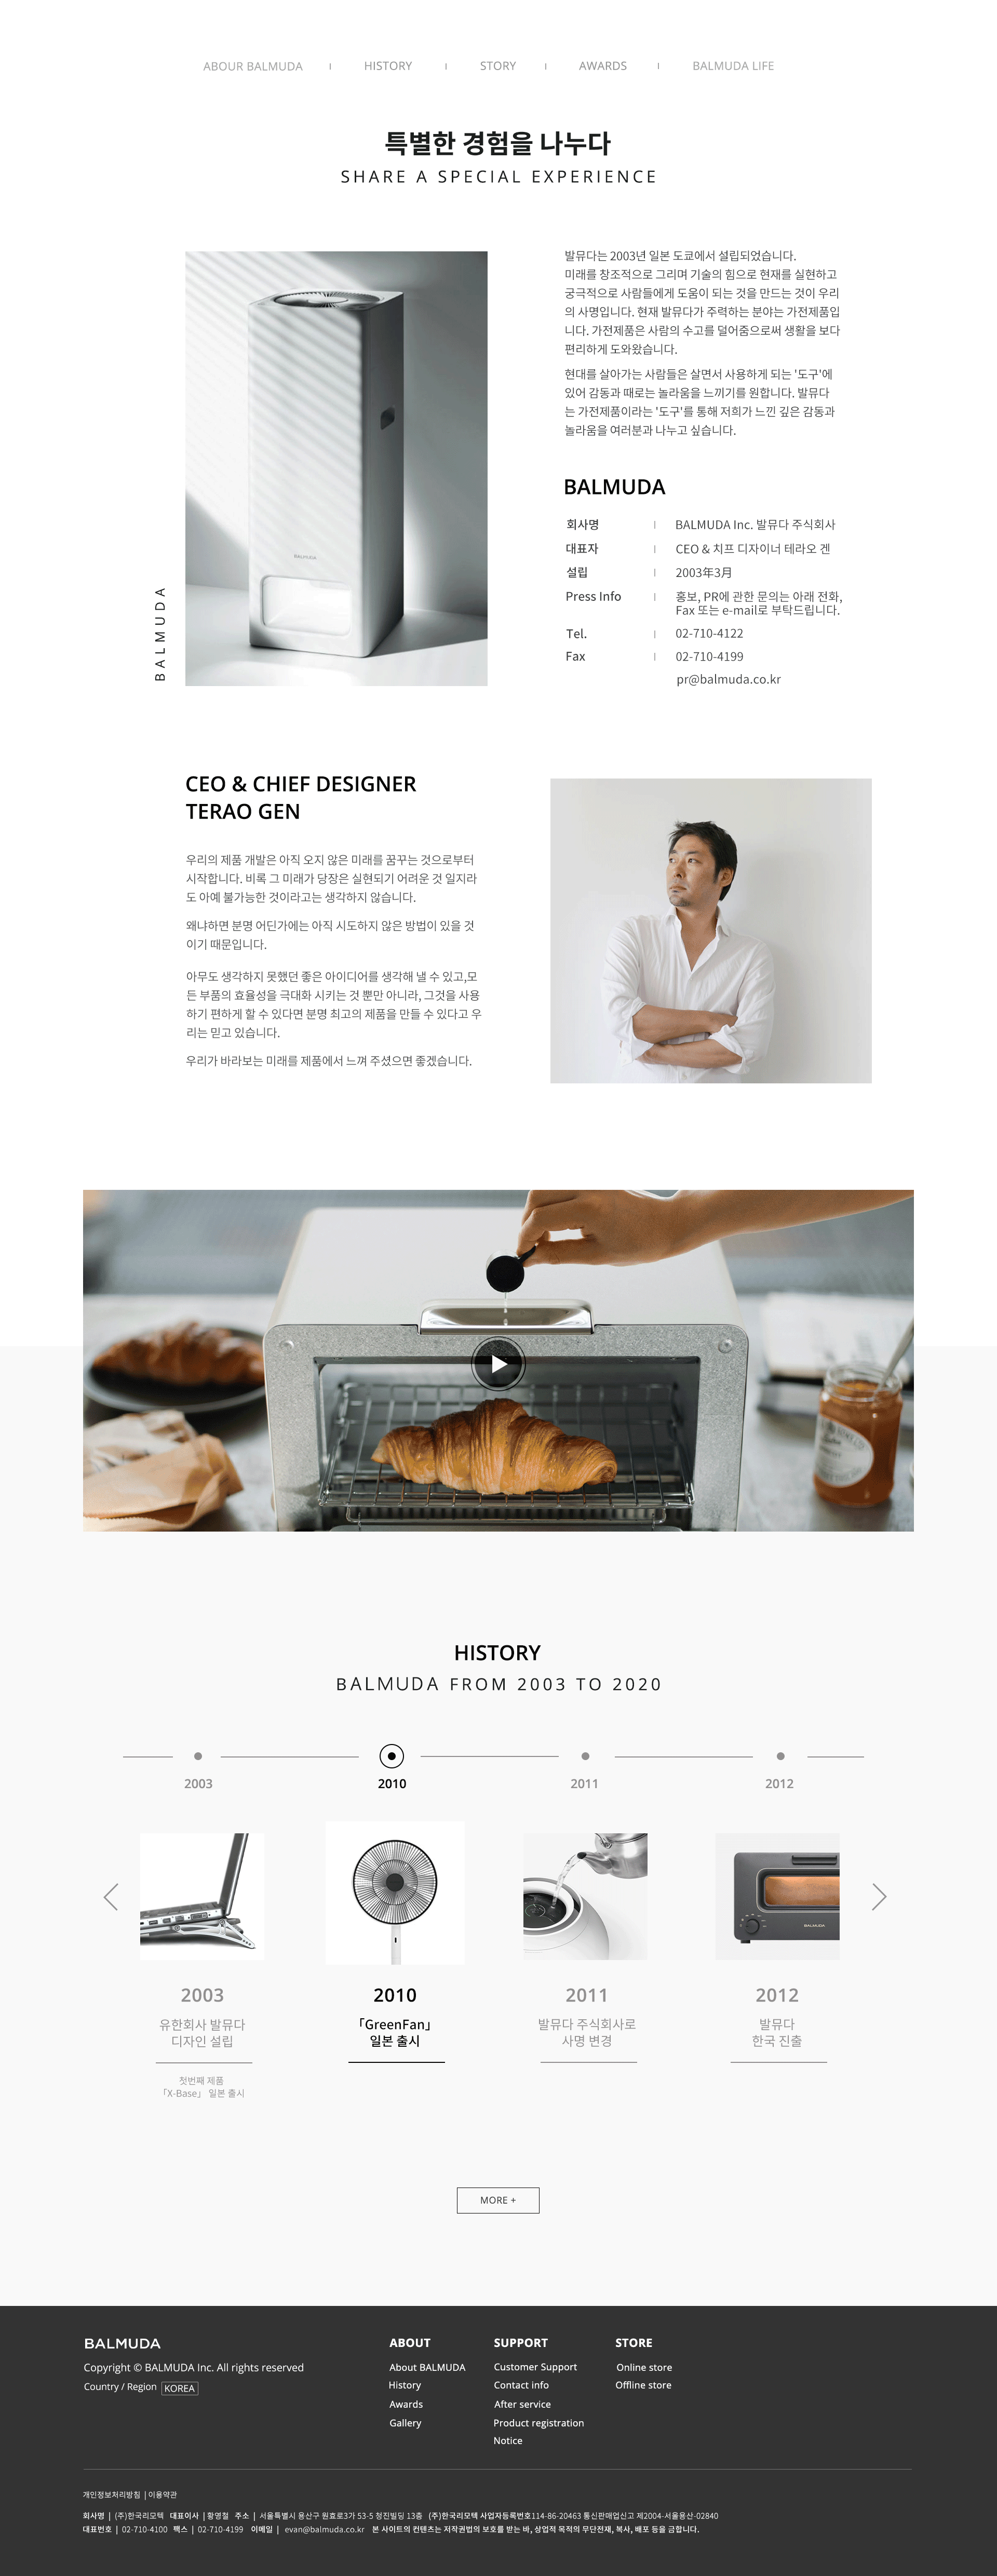 ABOUR BALMUDA | HISTORY | STORY | AWARDS | BALMUDA LIFE
특별한 경험을 나누다
SHARE A SPECIAL EXPERIENCE
발뮤다는 2003년 일본 도쿄에서 설립되었습니다.
미래를 창조적으로 그리며 기술의 힘으로 현재를 실현하고
궁극적으로 사람들에게 도움이 되는 것을 만드는 것이 우리
의 사명입니다. 현재 발뮤다가 주력하는 분야는 가전제품입
니다. 가전제품은 사람의 수고를 덜어줌으로써 생활을 보다
편리하게 도와왔습니다.
현대를 살아가는 사람들은 살면서 사용하게 되는 '도구'에
있어 감동과 때로는 놀라움을 느끼기를 원합니다. 발뮤다
는 가전제품이라는 '도구'를 통해 저희가 느낀 깊은 감동과
놀라움을 여러분과 나누고 싶습니다.
BALMUDA
BALMUDA
BALMUDA
회사명 | BALMUDA Inc. 발뮤다 주식회사
대표자 | CEO & 치프 디자이너 테라오 겐
설립 | 2003年3月
Press Info | 홍보, PR에 관한 문의는 아래 전화,
Fax 또는 e-mail로 부탁드립니다.
Tel. | 02-710-4122
Fax | 02-710-4199
pr@balmuda.co.kr
CEO & CHIEF DESIGNER
TERAO GEN
우리의 제품 개발은 아직 오지 않은 미래를 꿈꾸는 것으로부터
시작합니다. 비록 그 미래가 당장은 실현되기 어려운 것 일지라
도 아예 불가능한 것이라고는 생각하지 않습니다.
왜냐하면 분명 어딘가에는 아직 시도하지 않은 방법이 있을 것
이기 때문입니다.
아무도 생각하지 못했던 좋은 아이디어를 생각해 낼 수 있고,모
든 부품의 효율성을 극대화 시키는 것 뿐만 아니라, 그것을 사용
하기 편하게 할 수 있다면 분명 최고의 제품을 만들 수 있다고 우
리는 믿고 있습니다.
우리가 바라보는 미래를 제품에서 느껴 주셨으면 좋겠습니다.
HISTORY
BALMUDA FROM 2003 TO 2020
2003 2010 2011 2012
BALMUDA
2003 2010 2011 2012
유한회사 발뮤다 「GreenFan」 발뮤다 주식회사로 발뮤다
디자인 설립 일본 출시 사명 변경 한국 진출
첫번째 제품
「X-Base」 일본 출시
MORE +
BALMUDA ABOUT SUPPORT STORE
Copyright © BALMUDA Inc. All rights reserved About BALMUDA Customer Support Online store
Country / Region KOREA History Contact info Offline store
Awards After service
Gallery Product registration
Notice
개인정보처리방침 | 이용약관
회사명 | (주)한국리모텍 대표이사 | 황영철 주소 | 서울특별시 용산구 원효로3가 53-5 청진빌딩 13층 (주)한국리모텍 사업자등록번호114-86-20463 통신판매업신고 제2004-서울용산-02840
대표번호 | 02-710-4100 팩스 | 02-710-4199 이메일 | evan@balmuda.co.kr 본 사이트의 컨텐츠는 저작권법의 보호를 받는 바, 상업적 목적의 무단전재, 복사, 배포 등을 금합니다.